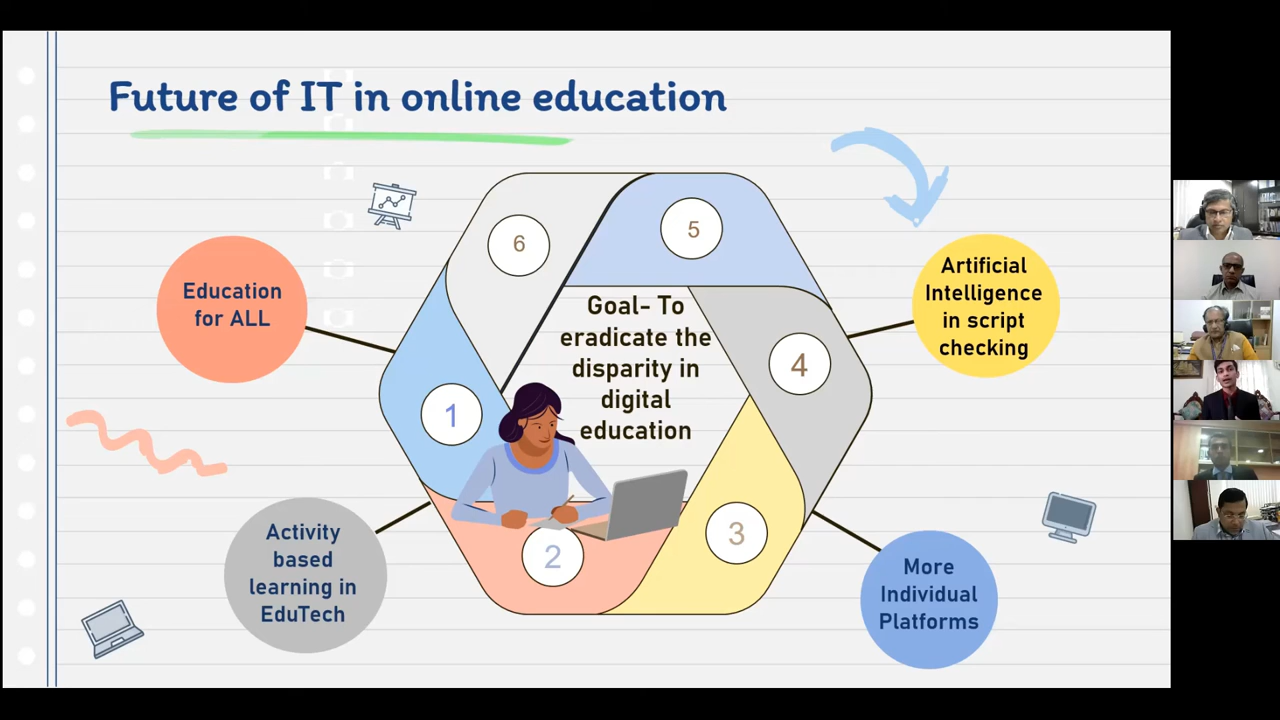 Future of IT in online education
6
5
Education
for ALL
Artificial
Intelligence
in script
checking
Goal- To
eradicate the
disparity in
digital
education
4
1
Activity
based
learning in
EduTech
2
3
More
Individual
Platforms